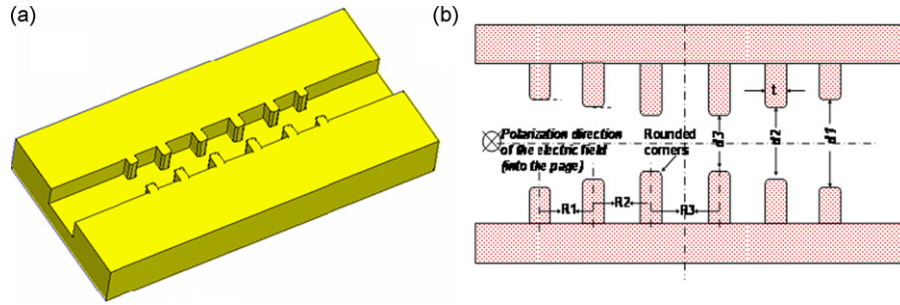 (a)
(b)
t
Polarization direction
of the electric field
(into the page)
Rounded
corners
d3
d2
d1
R1
R2
R3